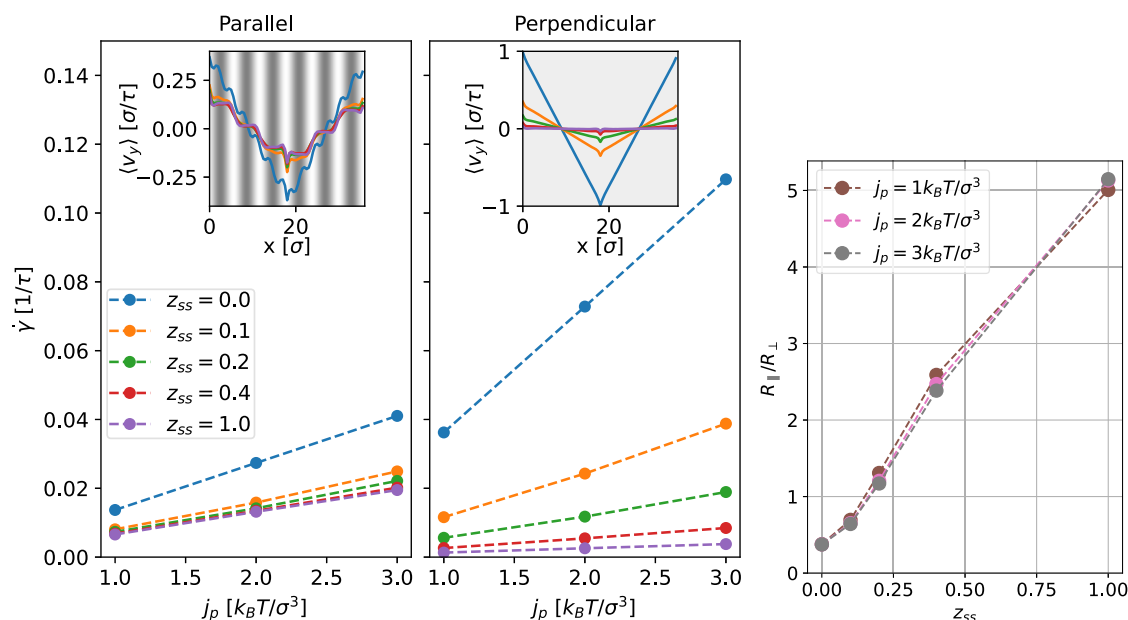 Parallel
0.14
0.12
0.10
0.08
0.06
0.04
0.02
0.00
γ̇ [1/τ]
1.0 1.5 2.0 2.5 3.0
j_p [k_BT/σ³]
⟨v_y⟩ [σ/τ]
0.25
0.00
−0.25
0 20
x [σ]
z_ss = 0.0
z_ss = 0.1
z_ss = 0.2
z_ss = 0.4
z_ss = 1.0
Perpendicular
⟨v_y⟩ [σ/τ]
1
0
−1
0 20
x [σ]
1.0 1.5 2.0 2.5 3.0
j_p [k_BT/σ³]
j_p = 1k_BT/σ³
j_p = 2k_BT/σ³
j_p = 3k_BT/σ³
5
4
3
2
1
0
R_∥/R_⊥
0.00 0.25 0.50 0.75 1.00
z_ss